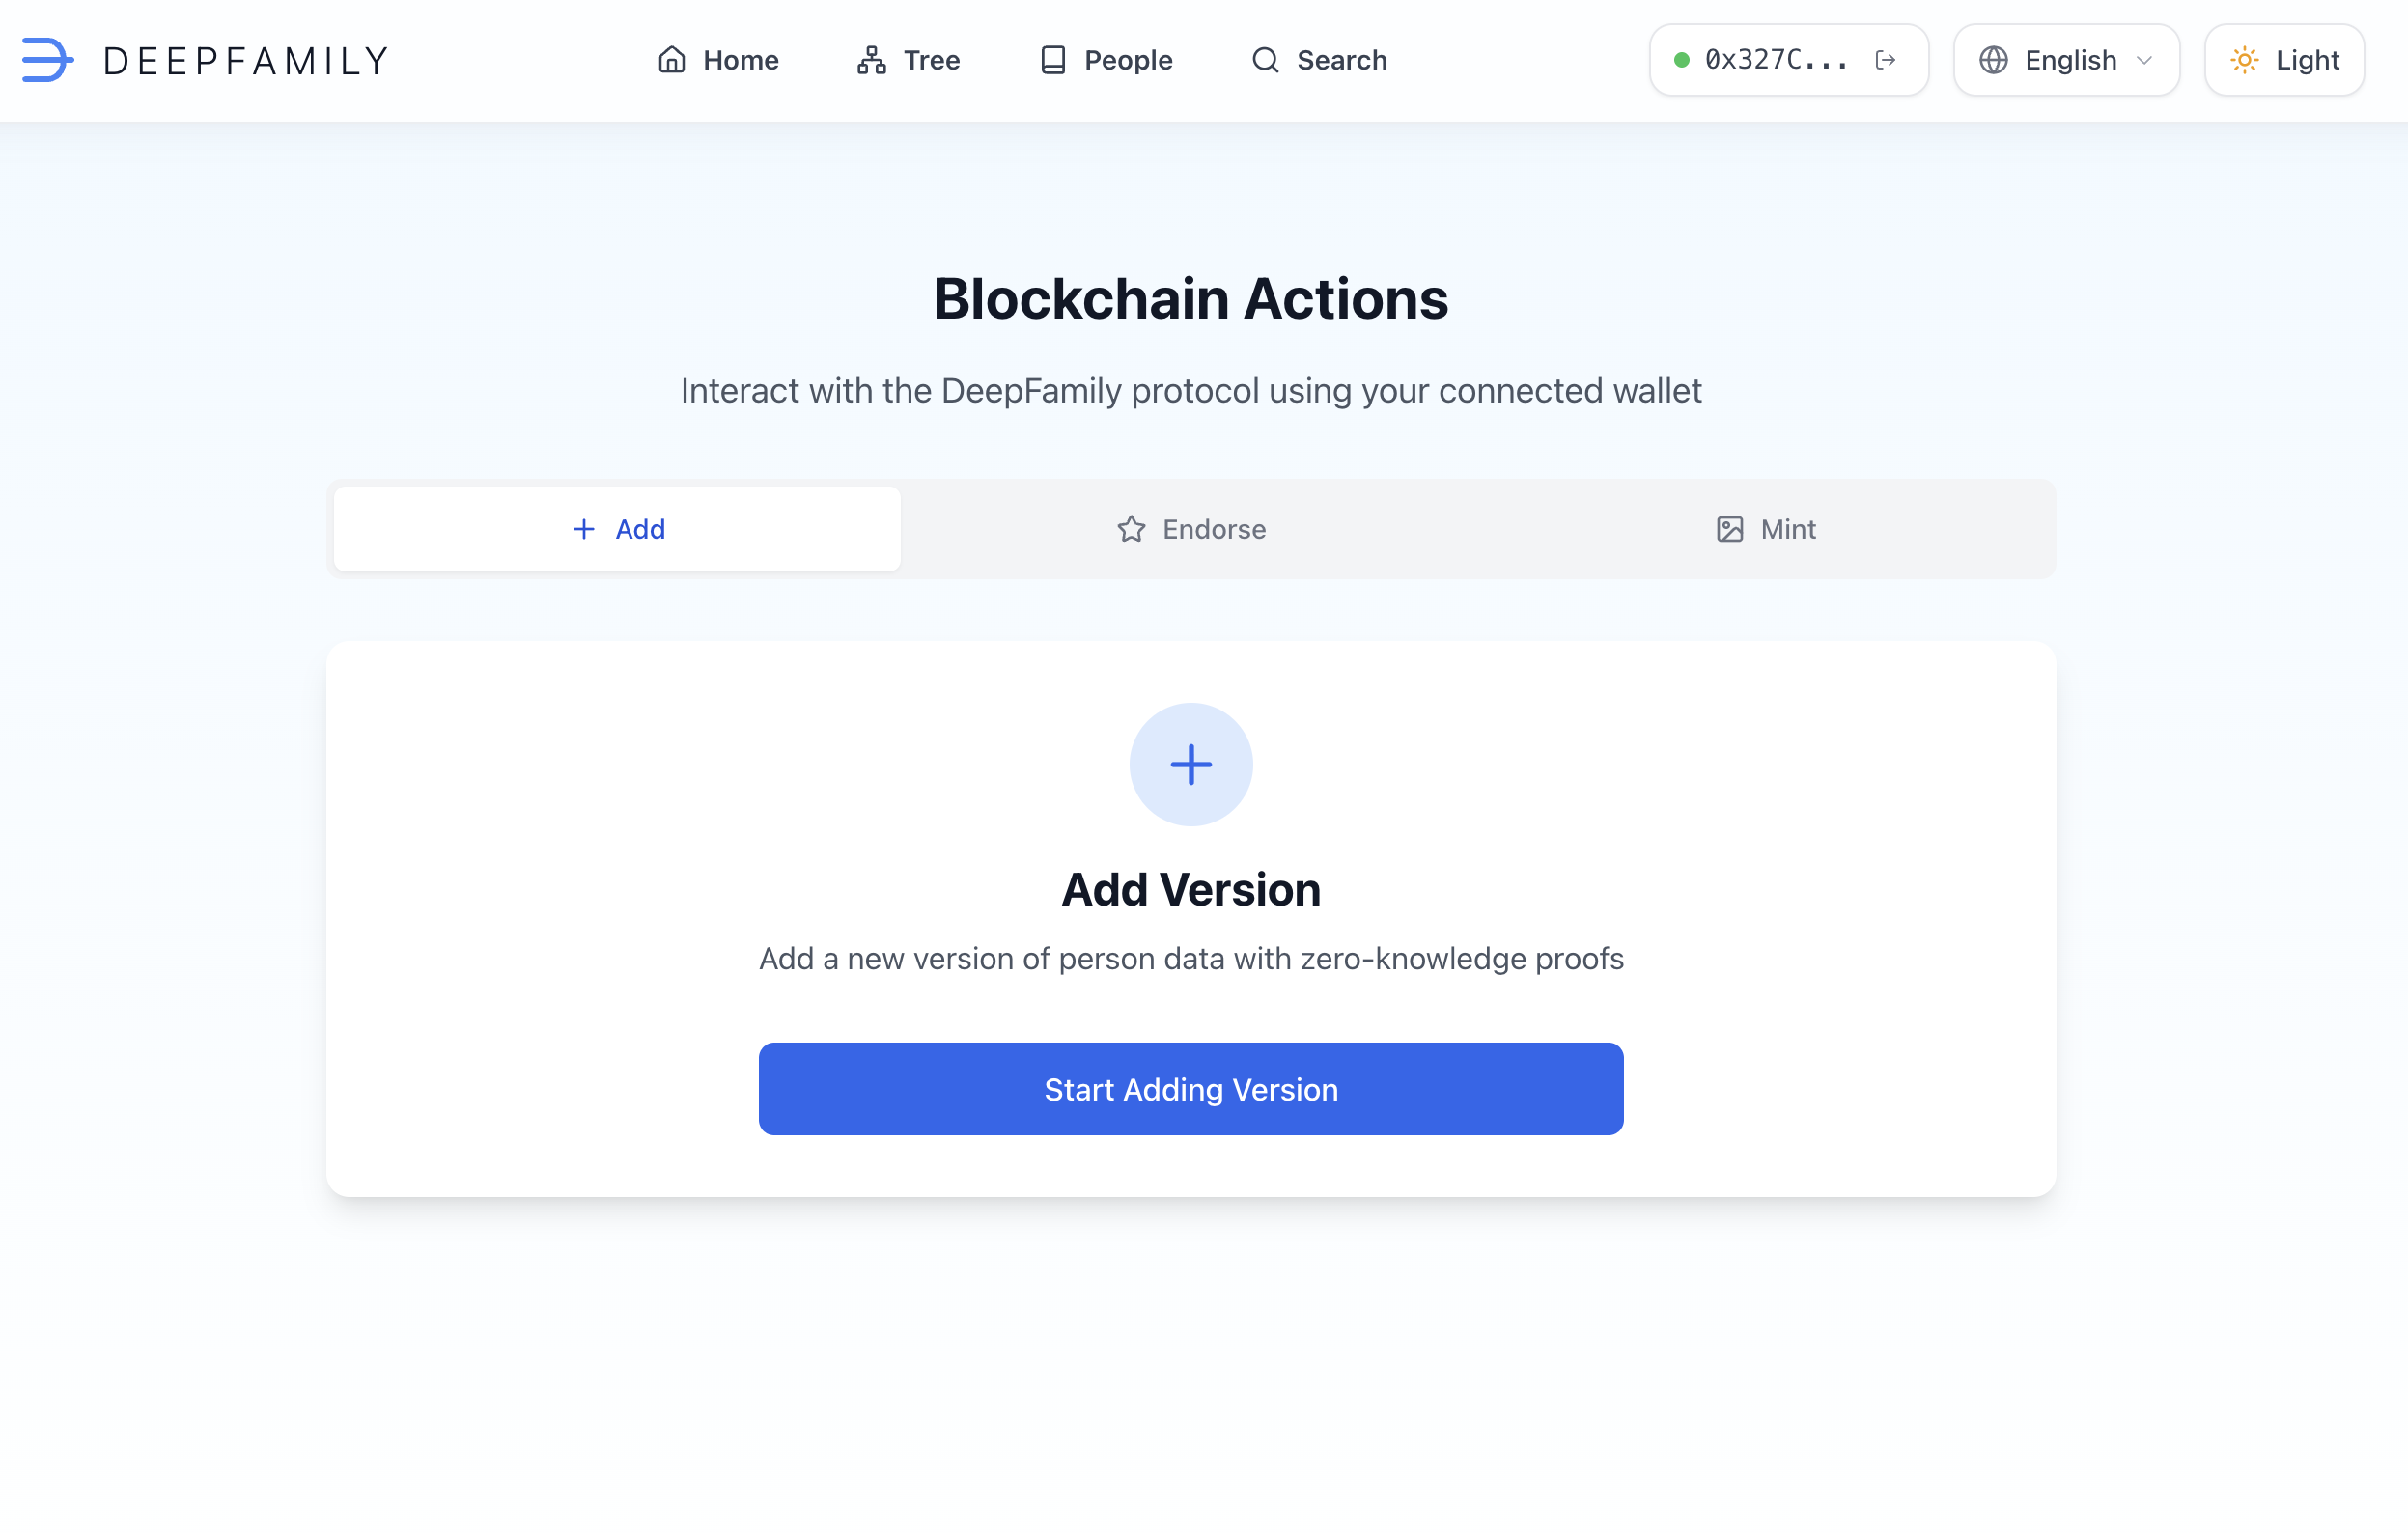 DEEPFAMILY
Home
Tree
People
Search
0x327C...
English
Light
Blockchain Actions
Interact with the DeepFamily protocol using your connected wallet
Add
Endorse
Mint
Add Version
Add a new version of person data with zero-knowledge proofs
Start Adding Version